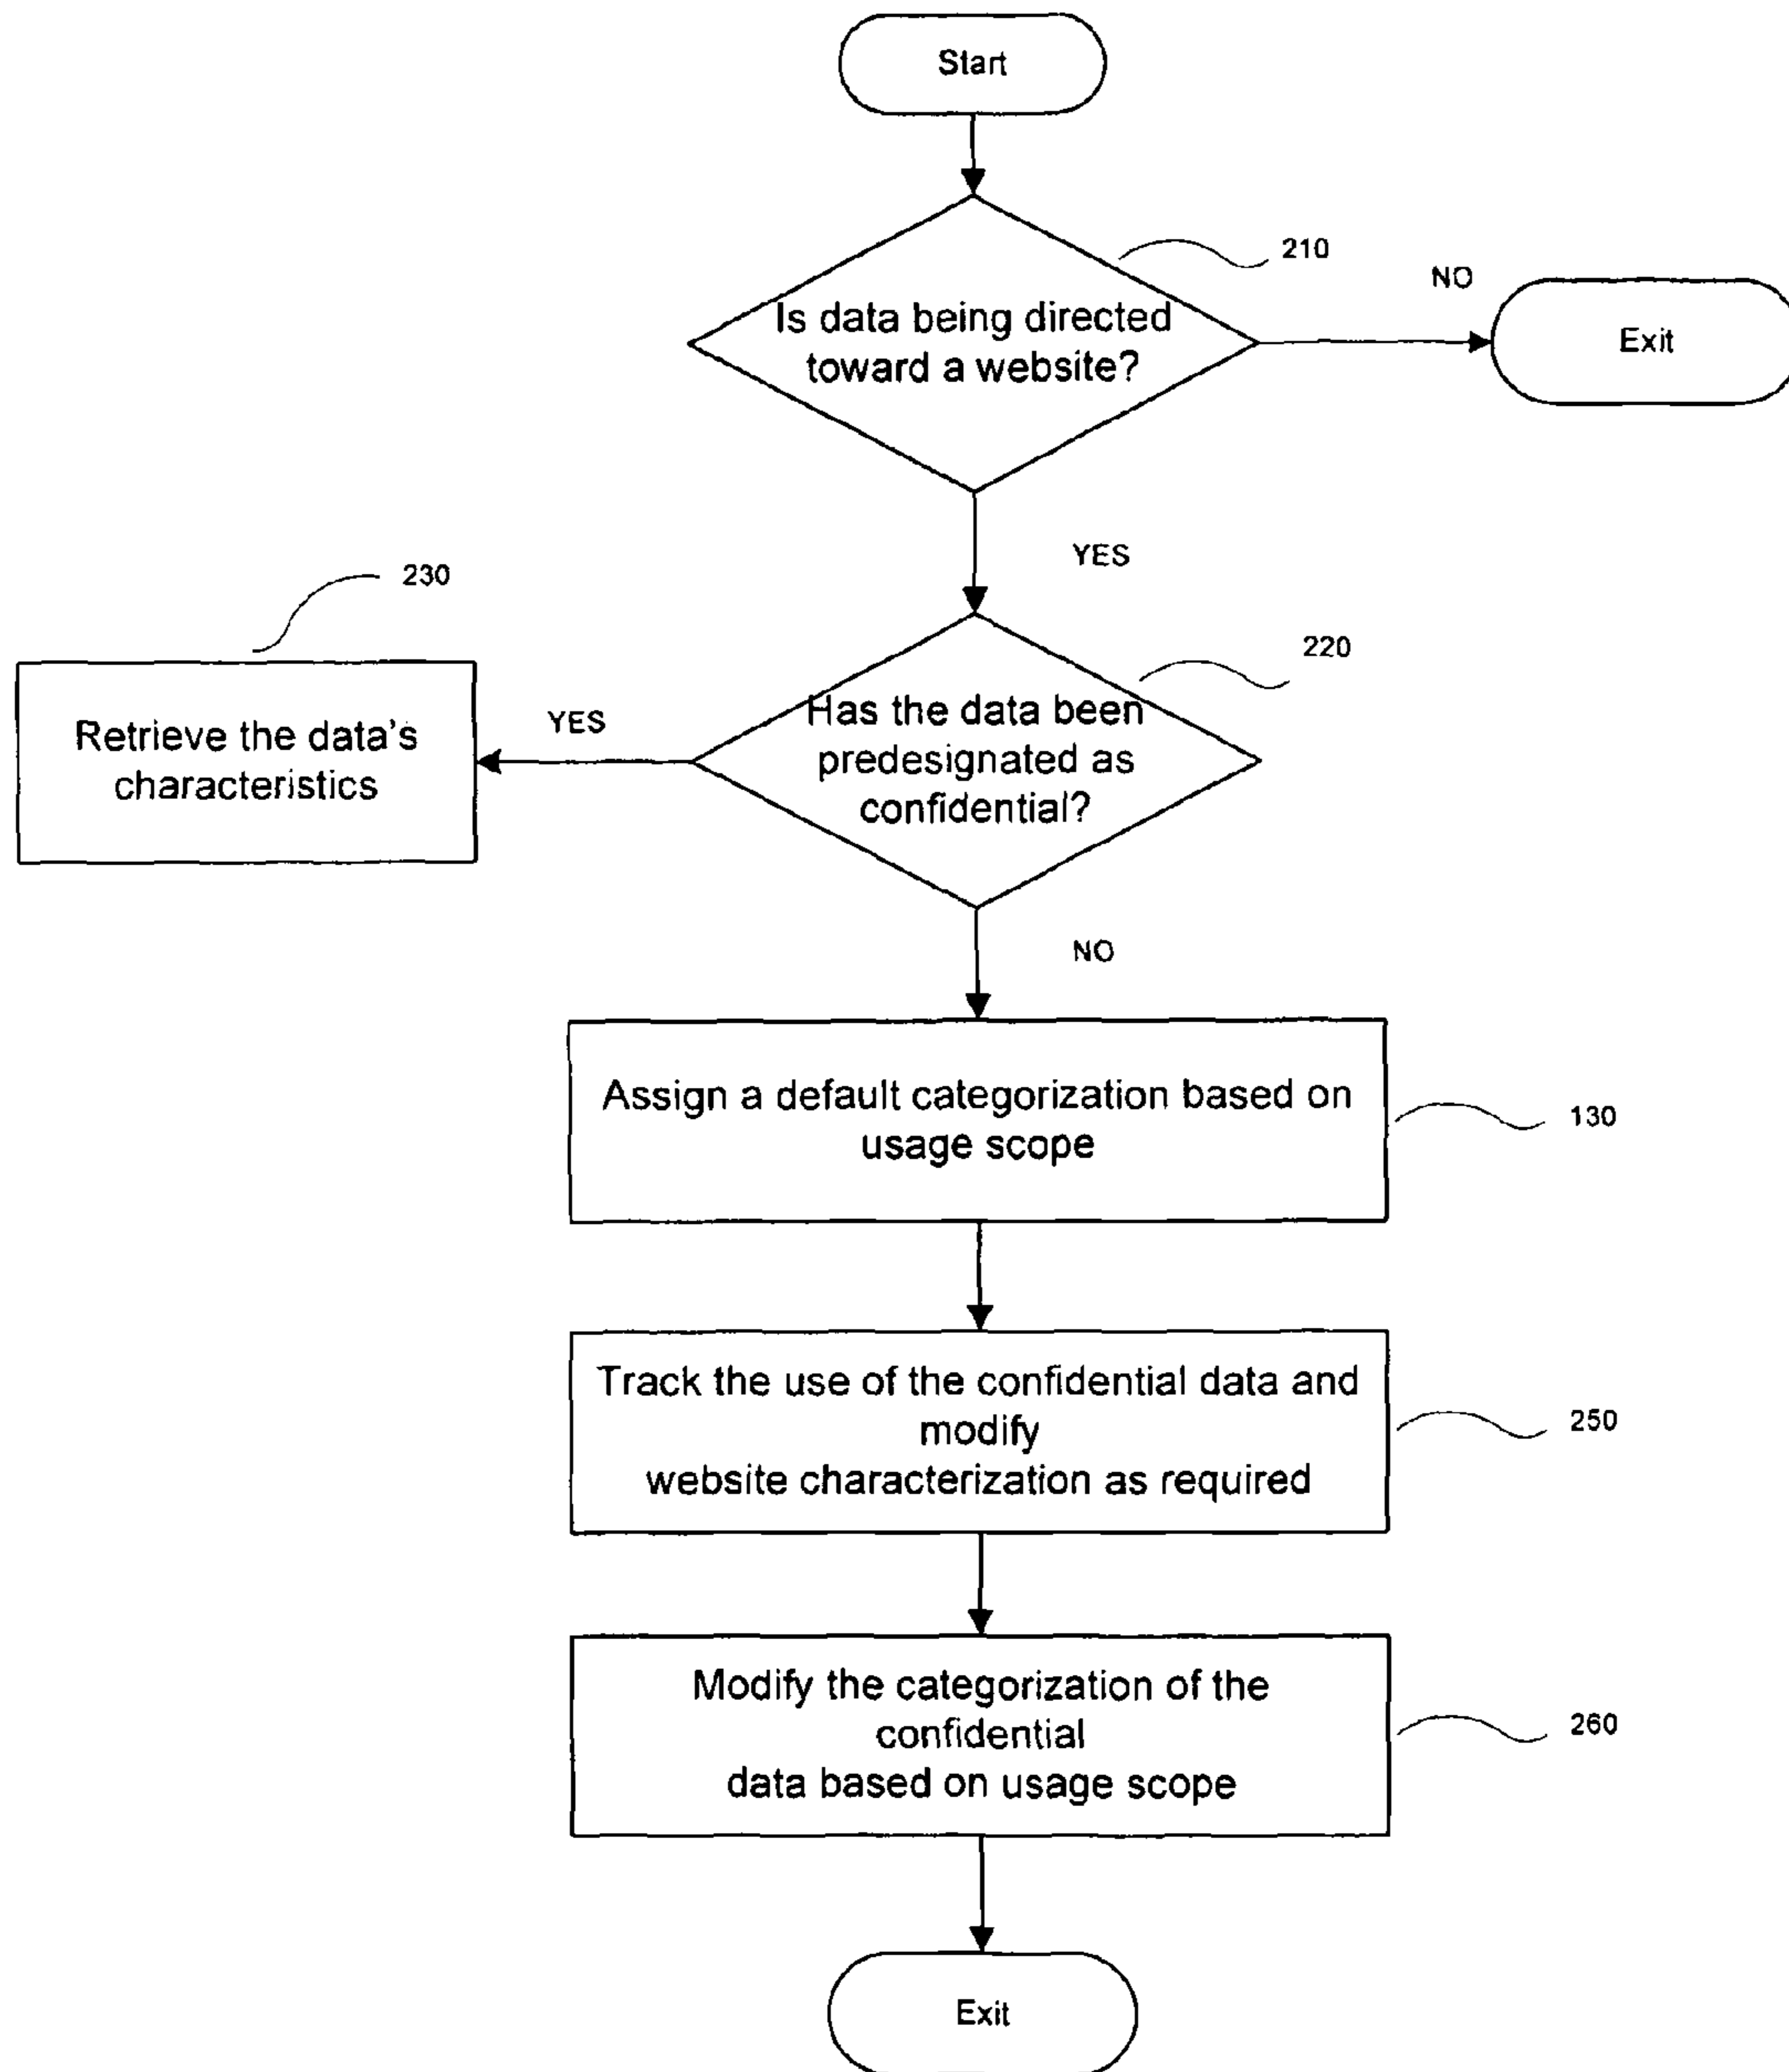 Start
210
Is data being directed
toward a website?
NO
Exit
YES
230
220
Retrieve the data's
characteristics
YES
Has the data been
predesignated as
confidential?
NO
Assign a default categorization based on
usage scope
130
Track the use of the confidential data and
modify
website characterization as required
250
Modify the categorization of the
confidential
data based on usage scope
260
Exit